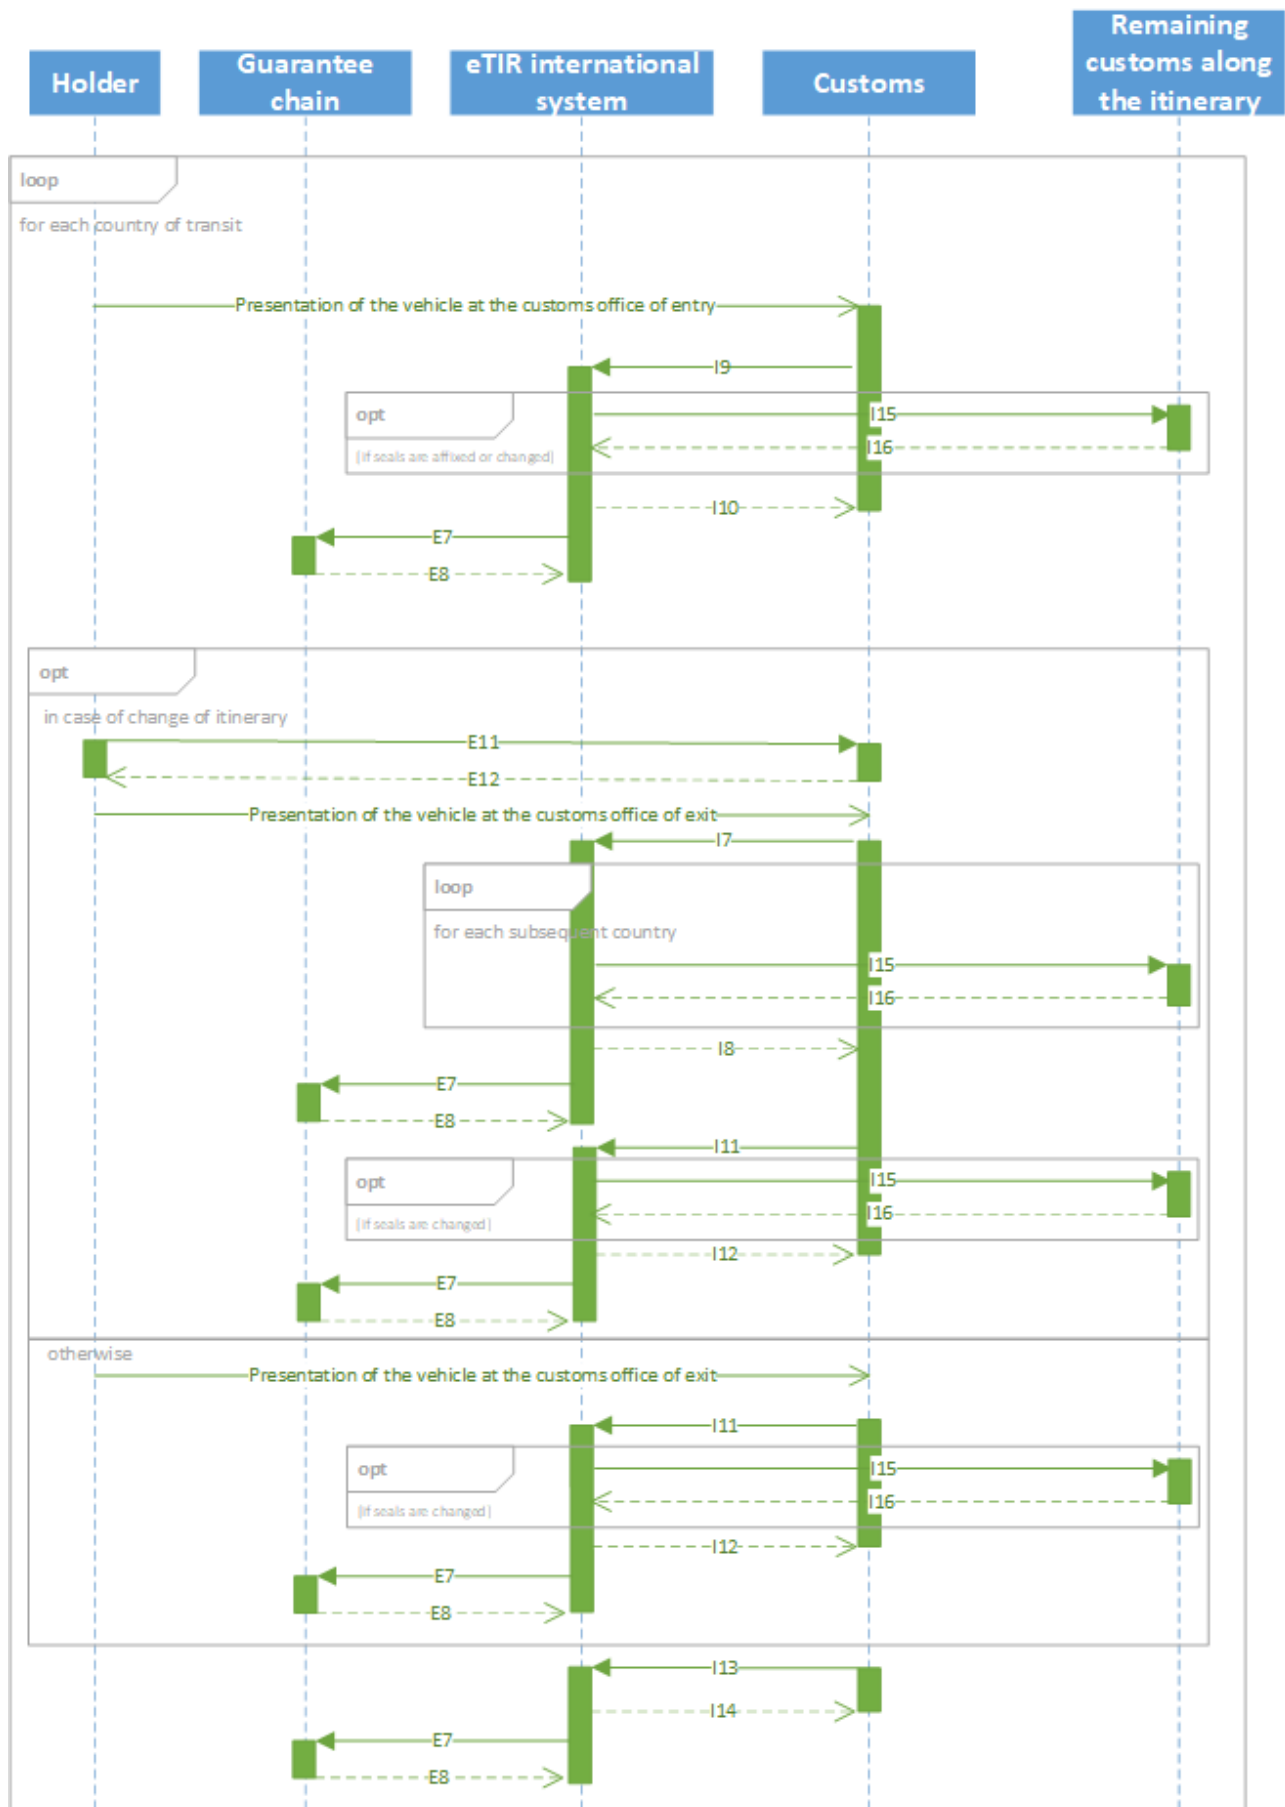 Holder
Guarantee
chain
eTIR international
system
Customs
Remaining
customs along
the itinerary
loop
for each country of transit
Presentation of the vehicle at the customs office of entry
I9
opt
I15
[if seals are affixed or changed]
I16
I10
E7
E8
opt
in case of change of itinerary
E11
E12
Presentation of the vehicle at the customs office of exit
I7
loop
for each subsequent country
I15
I16
I8
E7
E8
I11
opt
I15
[if seals are changed]
I16
I12
E7
E8
otherwise
Presentation of the vehicle at the customs office of exit
I11
opt
I15
[if seals are changed]
I16
I12
E7
E8
I13
I14
E7
E8